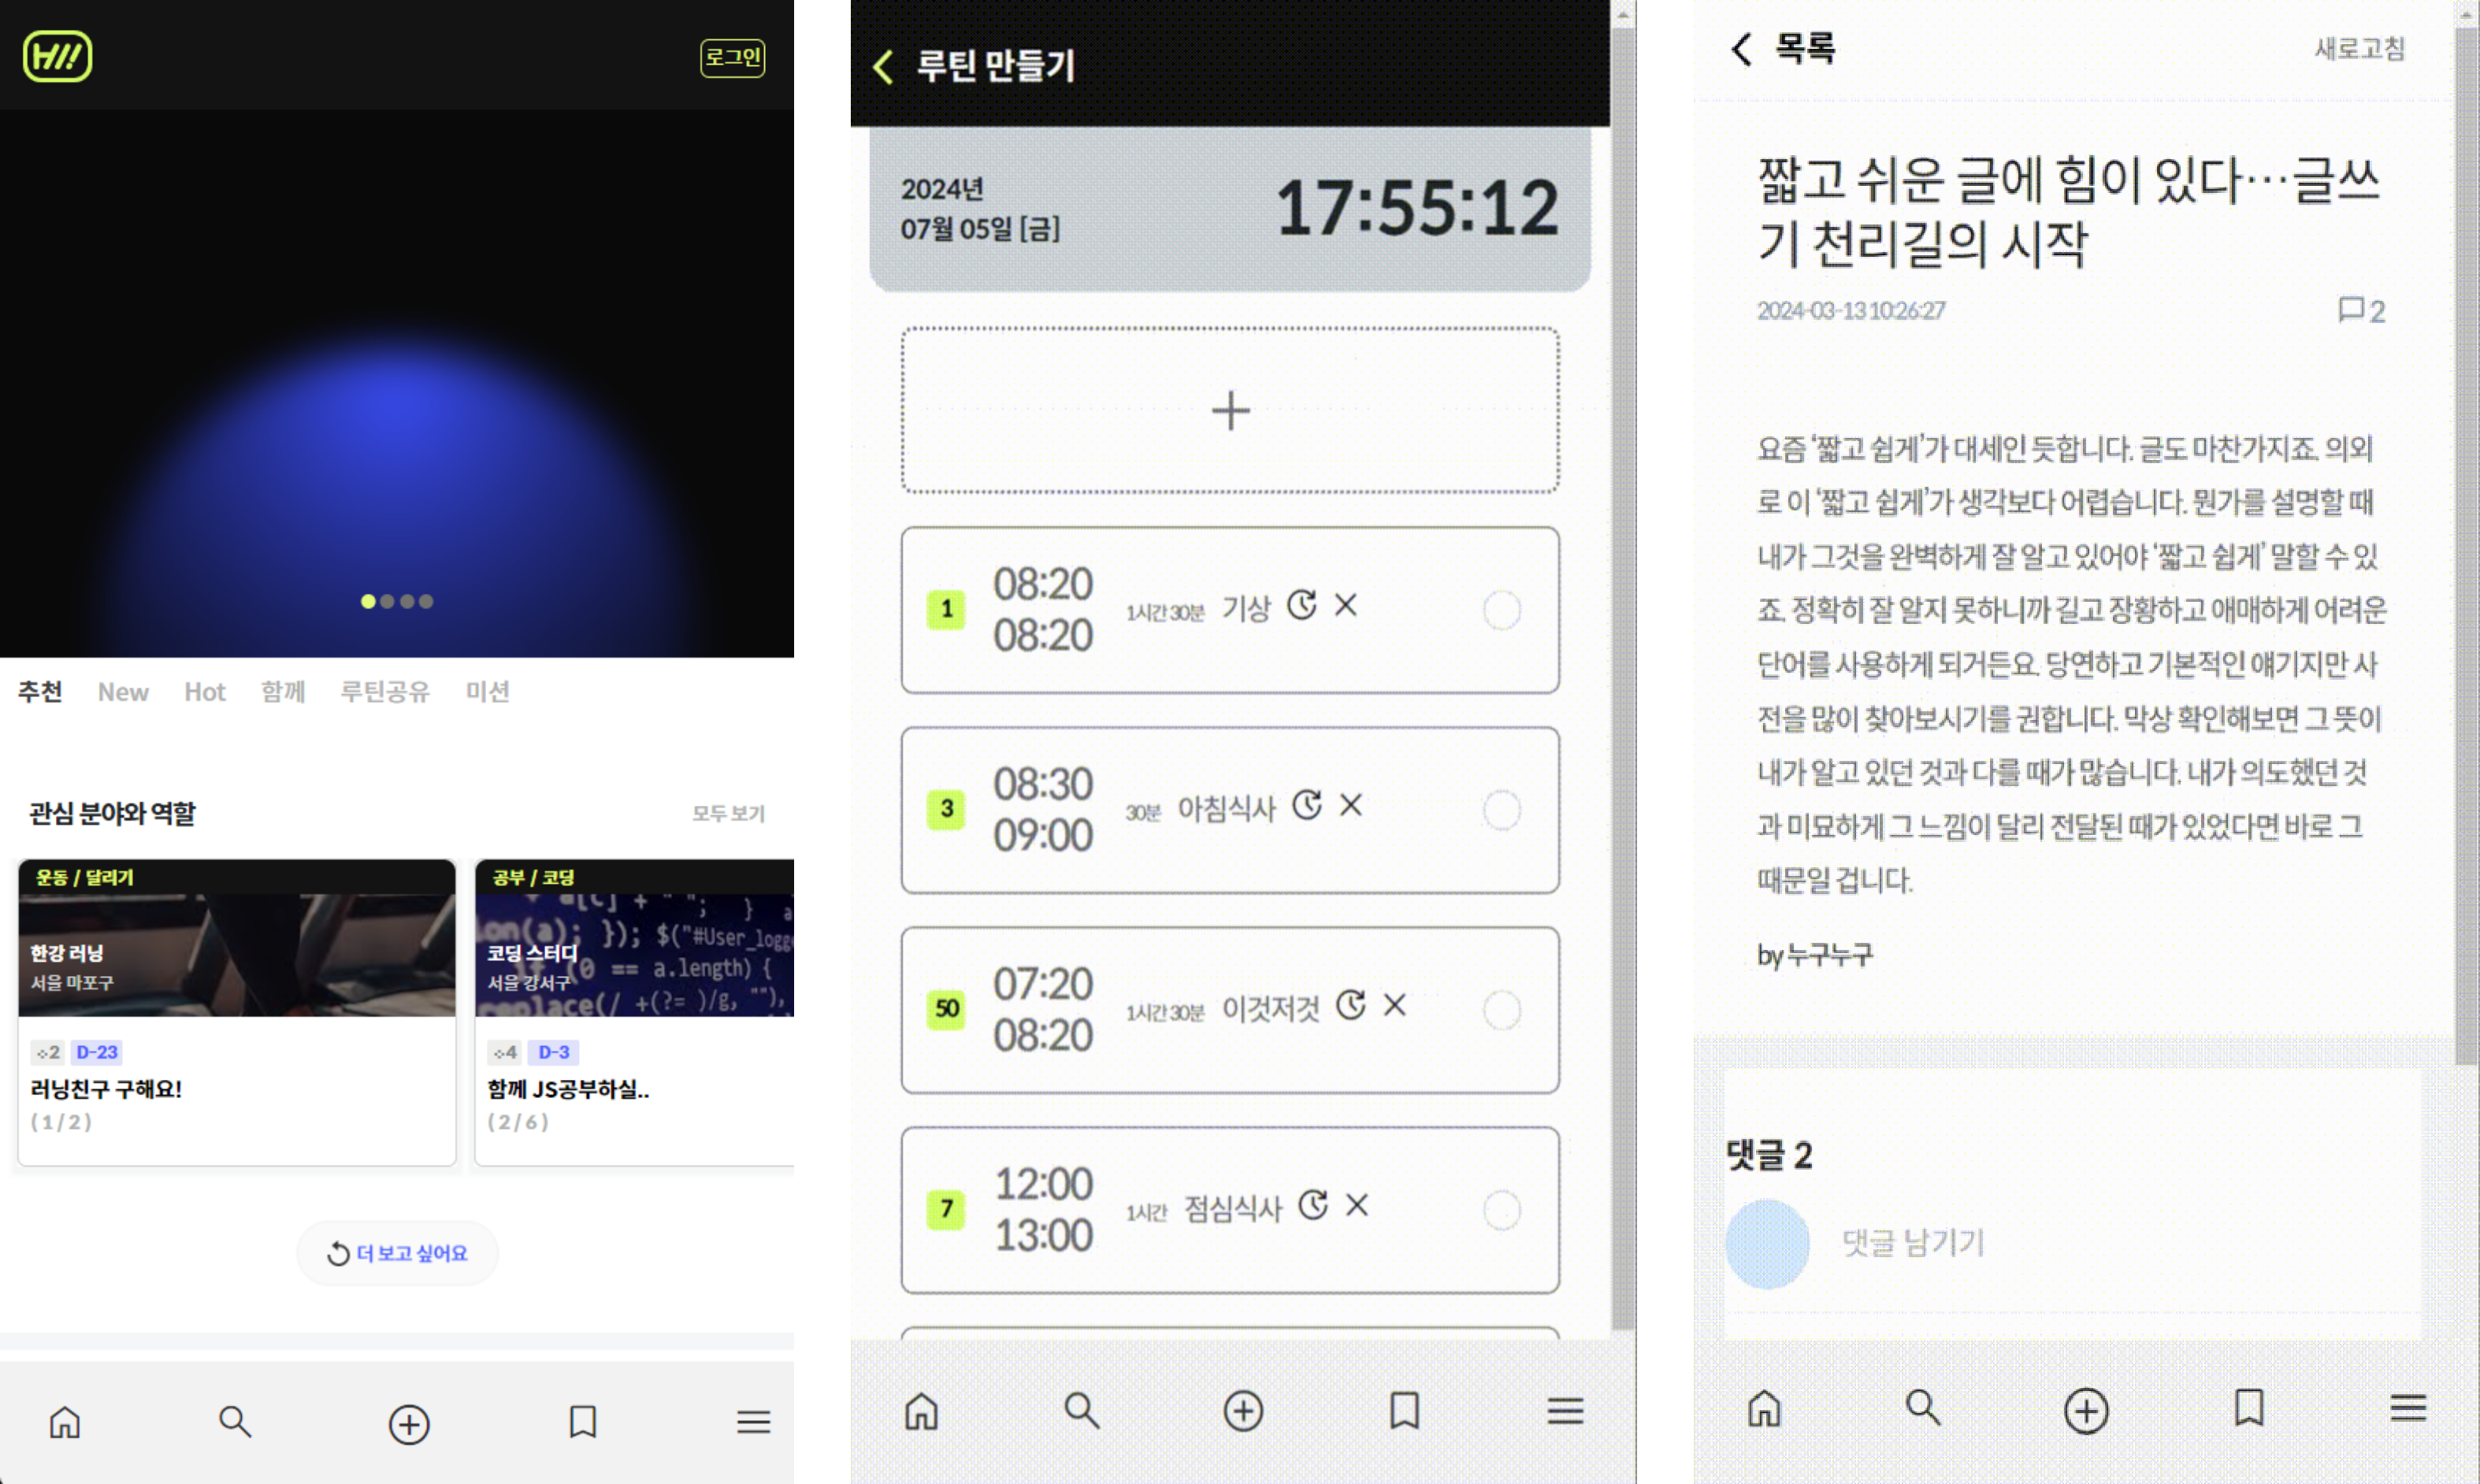 로그인
추천 New Hot 함께 루틴공유 미션
관심 분야와 역할 모두 보기
운동 / 달리기
한강 러닝
서울 마포구
2 D-23
러닝친구 구해요!
( 1 / 2 )
공부 / 코딩
a[c] + " "; } a
ion(a); }); $("#User_logg
코딩 스터디
if (0 == a.length) {
서울 강서구
replace(/ +(?= )/g, ""),
4 D-3
함께 JS공부하실..
( 2 / 6 )
더 보고 싶어요
루틴 만들기
2024년
07월 05일 [금]
17:55:12
1
08:20
08:20
1시간 30분 기상
3
08:30
09:00
30분 아침식사
50
07:20
08:20
1시간 30분 이것저것
7
12:00
13:00
1시간 점심식사
목록 새로고침
짧고 쉬운 글에 힘이 있다…글쓰
기 천리길의 시작
2024-03-13 10:26:27 2
요즘 ‘짧고 쉽게’가 대세인 듯합니다. 글도 마찬가지죠. 의외
로 이 ‘짧고 쉽게’가 생각보다 어렵습니다. 뭔가를 설명할 때
내가 그것을 완벽하게 잘 알고 있어야 ‘짧고 쉽게’ 말할 수 있
죠. 정확히 잘 알지 못하니까 길고 장황하고 애매하게 어려운
단어를 사용하게 되거든요. 당연하고 기본적인 얘기지만 사
전을 많이 찾아보시기를 권합니다. 막상 확인해보면 그 뜻이
내가 알고 있던 것과 다를 때가 많습니다. 내가 의도했던 것
과 미묘하게 그 느낌이 달리 전달된 때가 있었다면 바로 그
때문일 겁니다.
by 누구누구
댓글 2
댓글 남기기